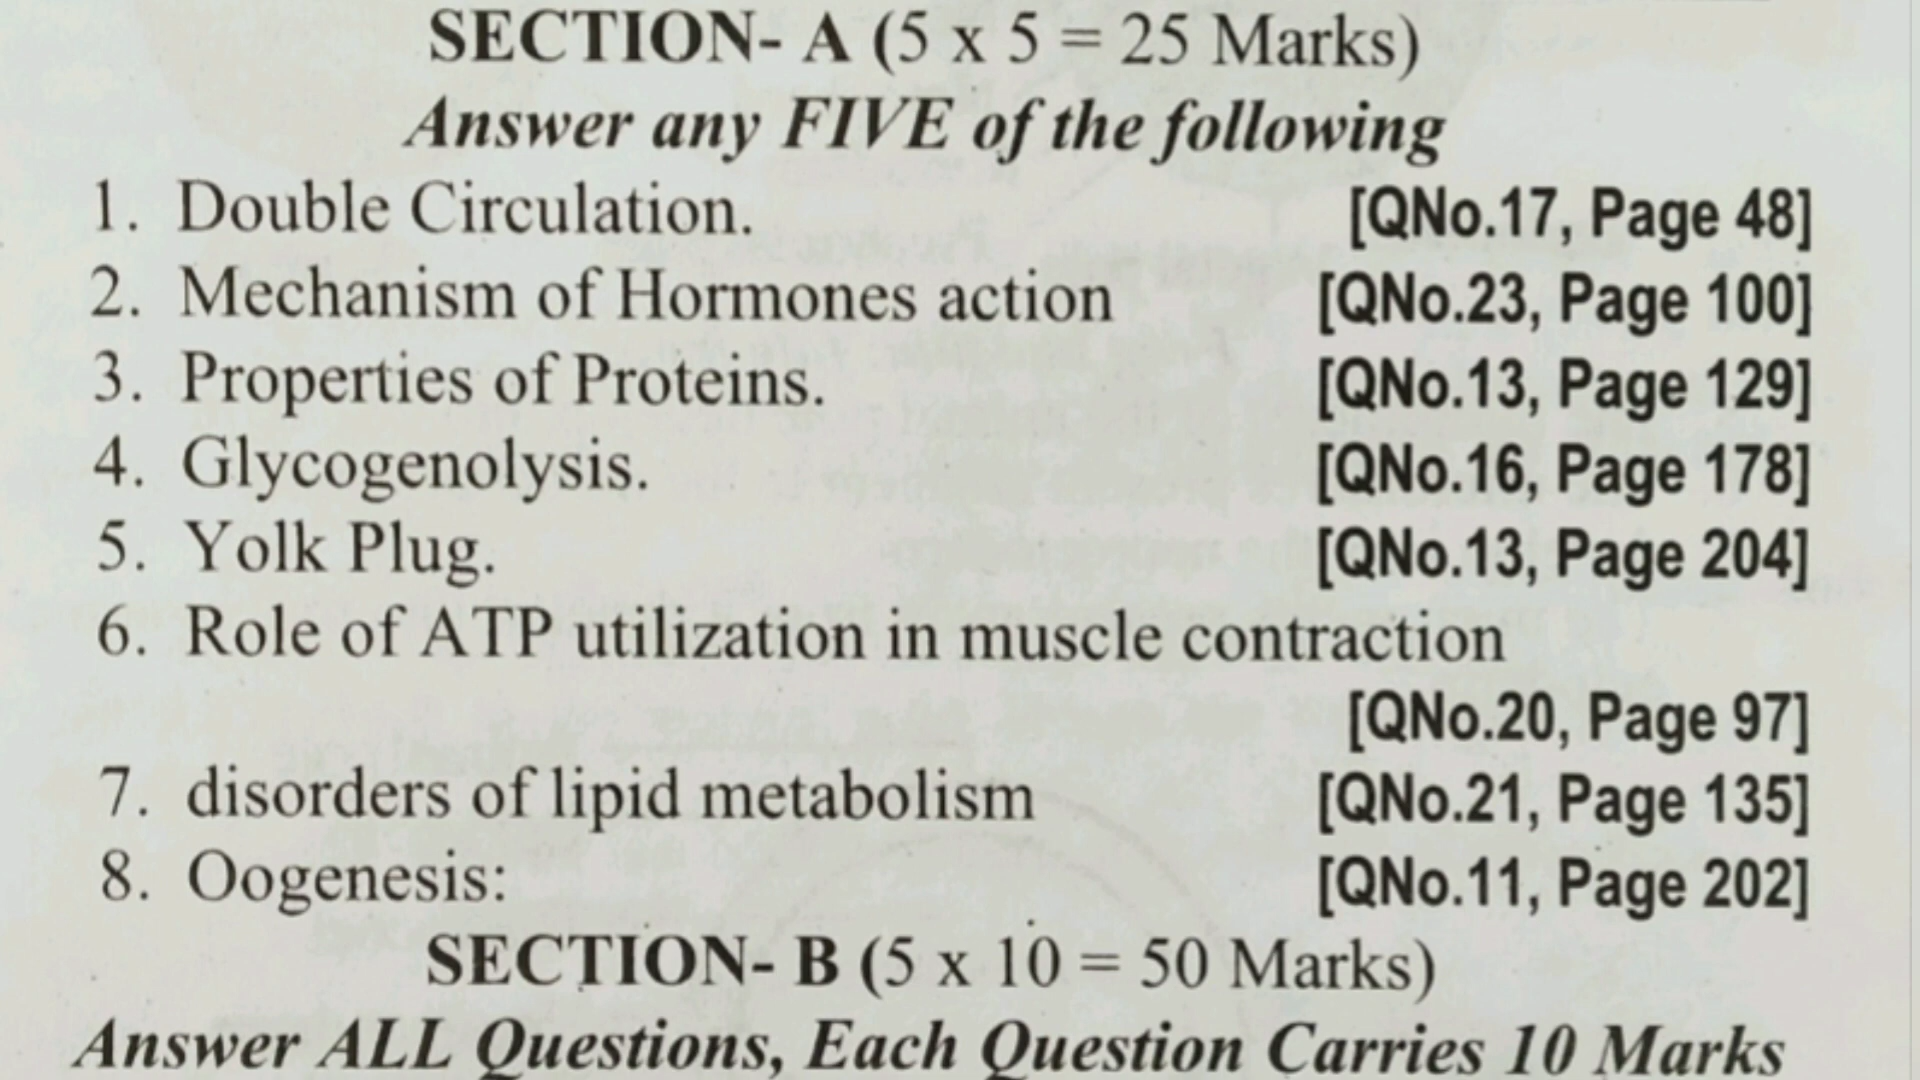 SECTION- A (5 x 5 = 25 Marks)
Answer any FIVE of the following
1. Double Circulation. [QNo.17, Page 48]
2. Mechanism of Hormones action [QNo.23, Page 100]
3. Properties of Proteins. [QNo.13, Page 129]
4. Glycogenolysis. [QNo.16, Page 178]
5. Yolk Plug. [QNo.13, Page 204]
6. Role of ATP utilization in muscle contraction
[QNo.20, Page 97]
7. disorders of lipid metabolism [QNo.21, Page 135]
8. Oogenesis: [QNo.11, Page 202]
SECTION- B (5 x 10 = 50 Marks)
Answer ALL Questions, Each Question Carries 10 Marks